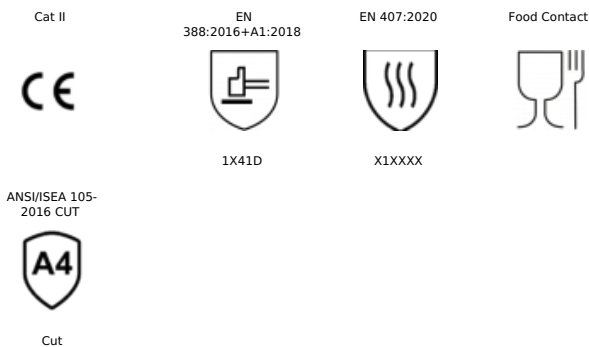 Cat II
EN
388:2016+A1:2018
EN 407:2020
Food Contact
CE
1X41D
X1XXXX
ANSI/ISEA 105-
2016 CUT
A4
Cut